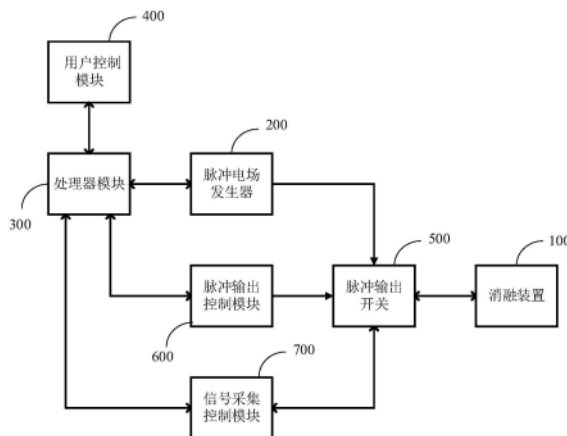 400
用户控制
模块
200
处理器模块
脉冲电场
发生器
300
500
100
脉冲输出
控制模块
脉冲输出
开关
消融装置
600
700
信号采集
控制模块